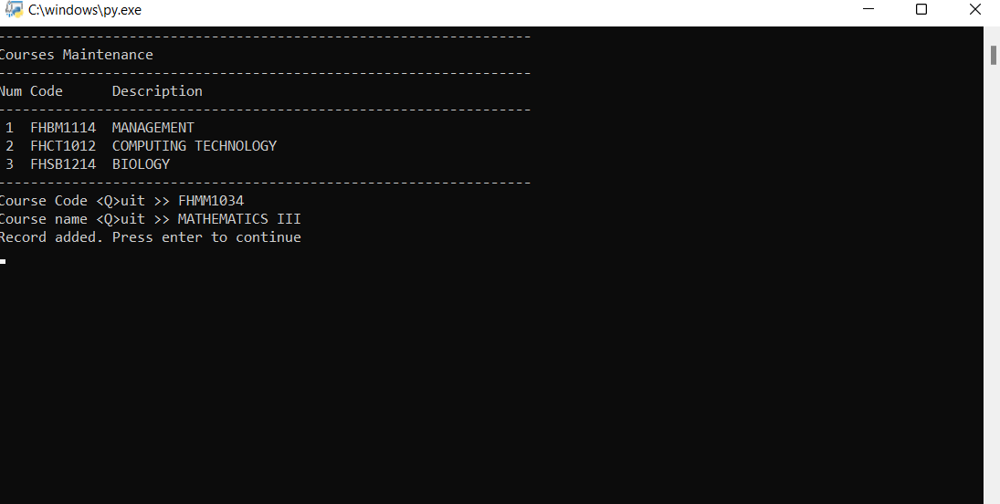 C:\windows\py.exe
-----------------------------------------------------------------
Courses Maintenance
-----------------------------------------------------------------
Num Code      Description
-----------------------------------------------------------------
 1  FHBM1114  MANAGEMENT
 2  FHCT1012  COMPUTING TECHNOLOGY
 3  FHSB1214  BIOLOGY
-----------------------------------------------------------------
Course Code <Q>uit >> FHMM1034
Course name <Q>uit >> MATHEMATICS III
Record added. Press enter to continue